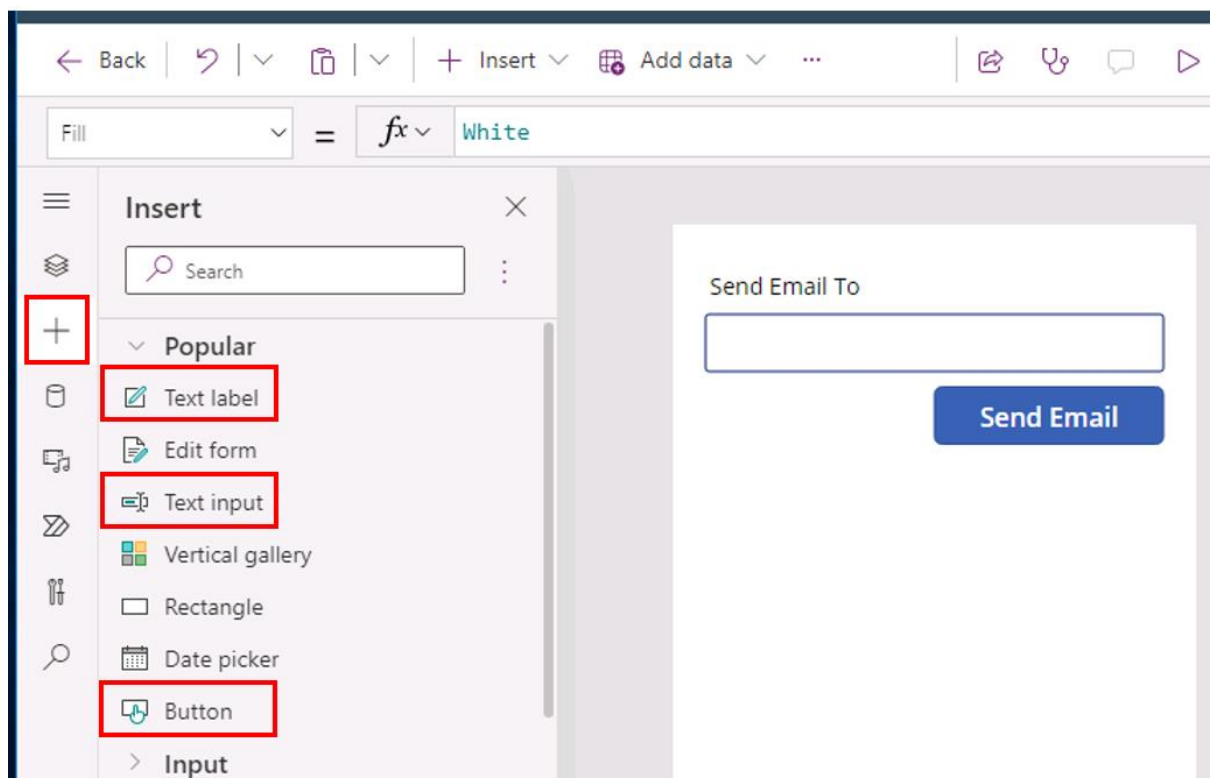 Back
Insert
Add data
...
Fill
=
fx
White
Insert
Search
Popular
Text label
Edit form
Text input
Vertical gallery
Rectangle
Date picker
Button
Input
Send Email To
Send Email